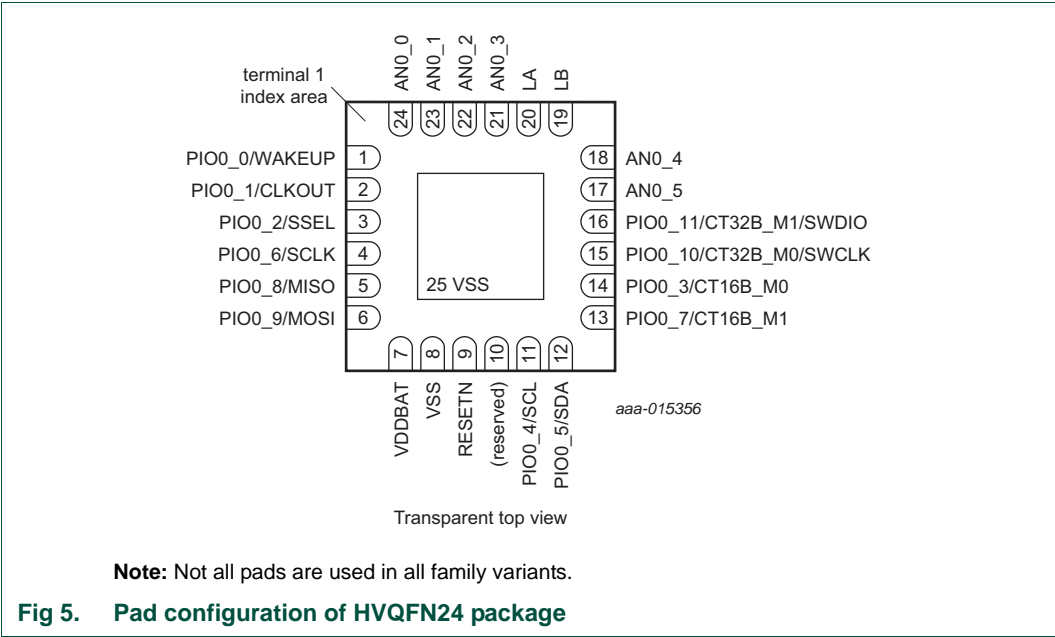 AN0_0
AN0_1
AN0_2
AN0_3
LA
LB
terminal 1
index area
24
23
22
21
20
19
PIO0_0/WAKEUP 1
PIO0_1/CLKOUT 2
PIO0_2/SSEL 3
PIO0_6/SCLK 4
PIO0_8/MISO 5
PIO0_9/MOSI 6
18 AN0_4
17 AN0_5
16 PIO0_11/CT32B_M1/SWDIO
15 PIO0_10/CT32B_M0/SWCLK
14 PIO0_3/CT16B_M0
13 PIO0_7/CT16B_M1
25 VSS
7
8
9
10
11
12
VDDBAT
VSS
RESETN
(reserved)
PIO0_4/SCL
PIO0_5/SDA
aaa-015356
Transparent top view
Note: Not all pads are used in all family variants.
Fig 5. Pad configuration of HVQFN24 package